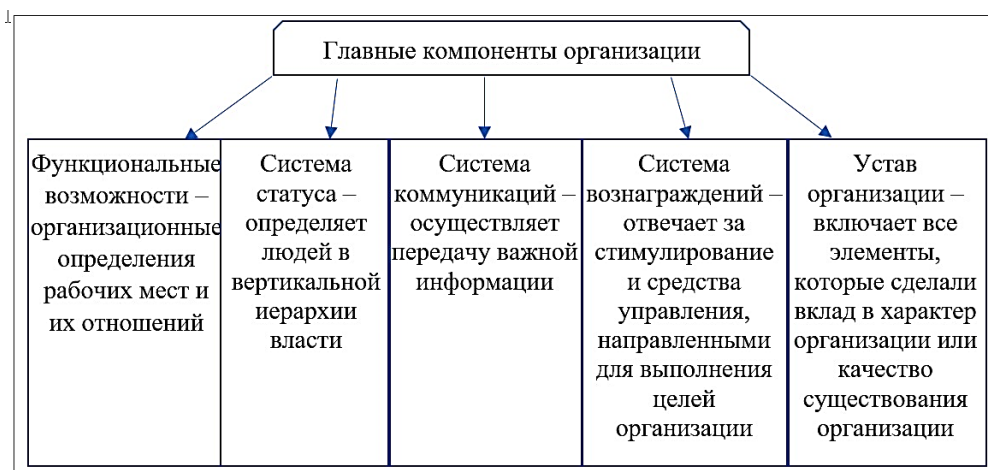 Главные компоненты организации
Функциональные
возможности –
организационные
определения
рабочих мест и
их отношений
Система
статуса –
определяет
людей в
вертикальной
иерархии
власти
Система
коммуникаций –
осуществляет
передачу важной
информации
Система
вознаграждений –
отвечает за
стимулирование
и средства
управления,
направленными
для выполнения
целей
организации
Устав
организации –
включает все
элементы,
которые сделали
вклад в характер
организации или
качество
существования
организации